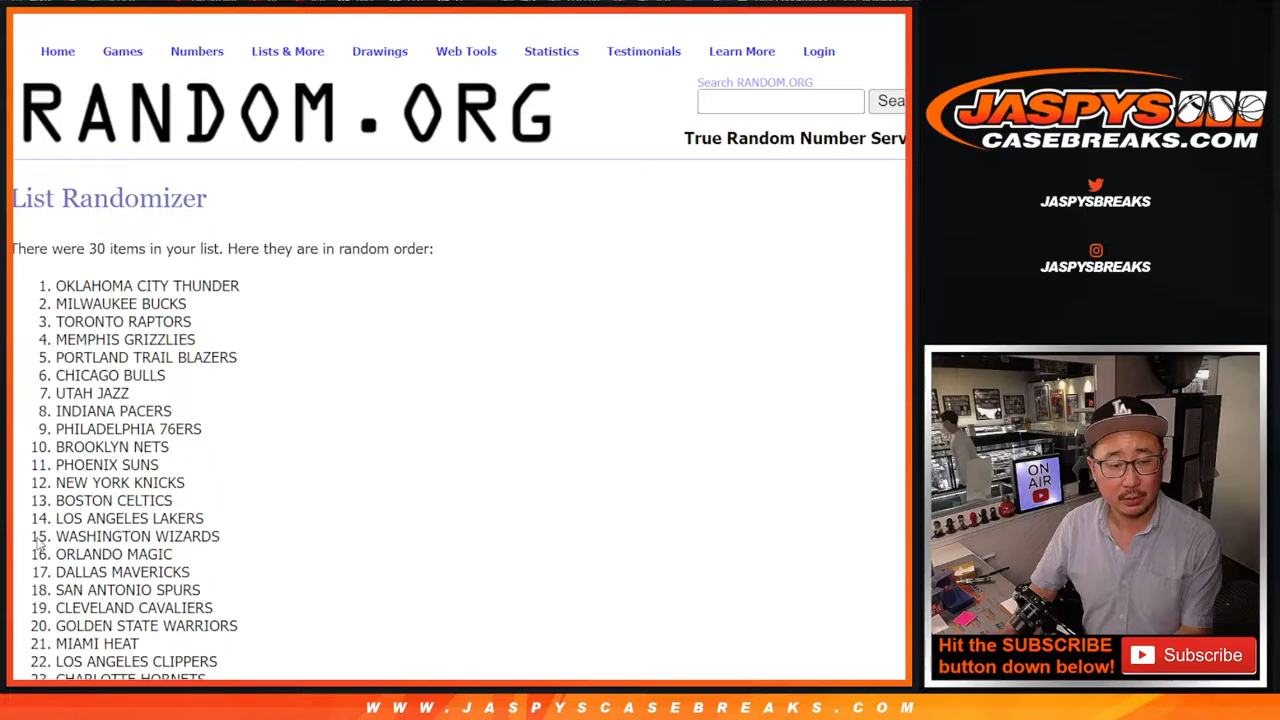 Home Games Numbers Lists & More Drawings Web Tools Statistics Testimonials Learn More Login
RANDOM.ORG
Search RANDOM.ORG
Sea
True Random Number Serv
List Randomizer
There were 30 items in your list. Here they are in random order:
1. OKLAHOMA CITY THUNDER
2. MILWAUKEE BUCKS
3. TORONTO RAPTORS
4. MEMPHIS GRIZZLIES
5. PORTLAND TRAIL BLAZERS
6. CHICAGO BULLS
7. UTAH JAZZ
8. INDIANA PACERS
9. PHILADELPHIA 76ERS
10. BROOKLYN NETS
11. PHOENIX SUNS
12. NEW YORK KNICKS
13. BOSTON CELTICS
14. LOS ANGELES LAKERS
15. WASHINGTON WIZARDS
16. ORLANDO MAGIC
17. DALLAS MAVERICKS
18. SAN ANTONIO SPURS
19. CLEVELAND CAVALIERS
20. GOLDEN STATE WARRIORS
21. MIAMI HEAT
22. LOS ANGELES CLIPPERS
23. CHARLOTTE HORNETS
JASPYS
CASEBREAKS.COM
JASPYSBREAKS
JASPYSBREAKS
LA
ON
AIR
Hit the SUBSCRIBE
button down below!
Subscribe
WWW.JASPYSCASEBREAKS.COM